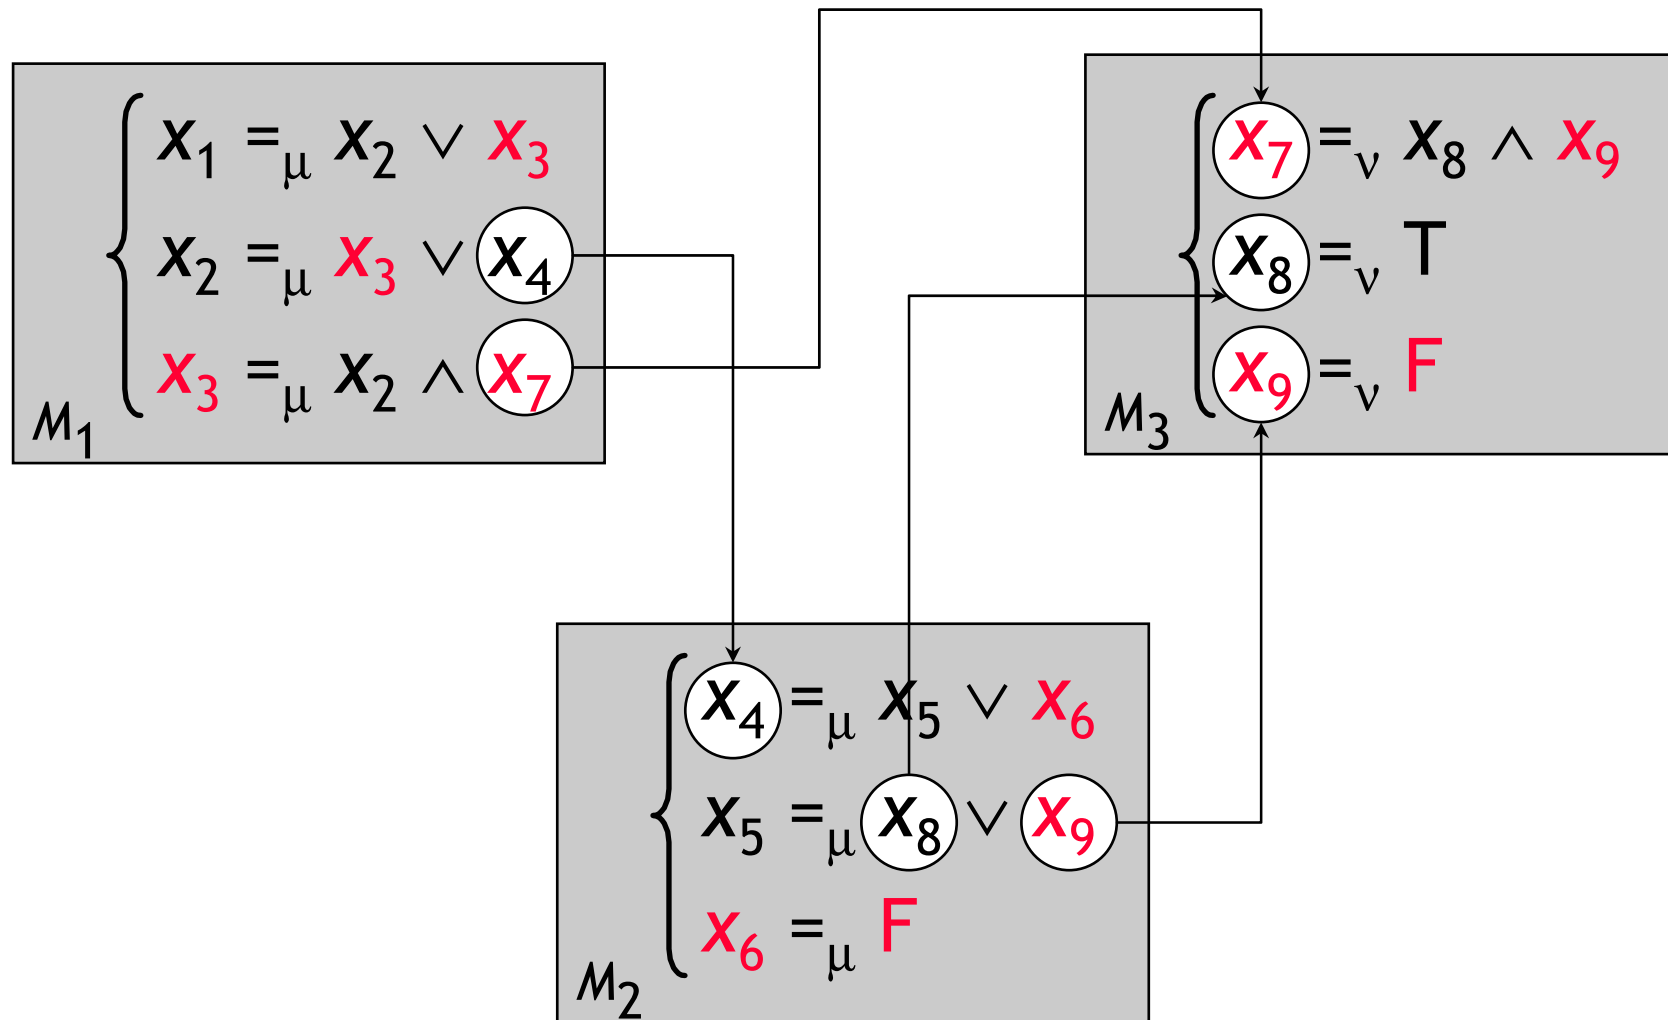 x₁ =μ x₂ ∨ x₃
x₂ =μ x₃ ∨ x₄
x₃ =μ x₂ ∧ x₇
M₁
x₇ =ν x₈ ∧ x₉
x₈ =ν T
x₉ =ν F
M₃
x₄ =μ x₅ ∨ x₆
x₅ =μ x₈ ∨ x₉
x₆ =μ F
M₂